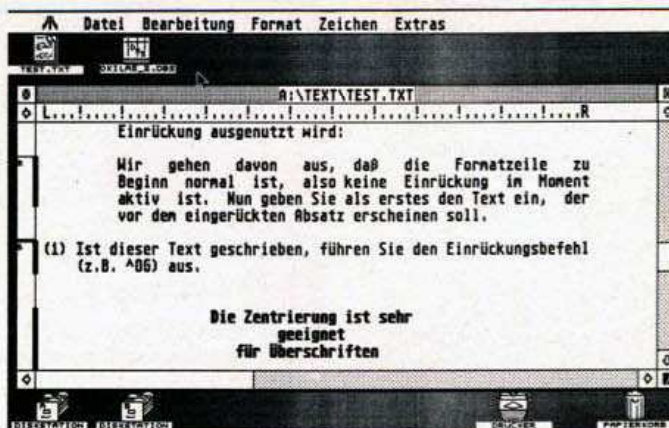 Datei Bearbeitung Format Zeichen Extras
TEST.TXT
A:\TEXT\TEST.TXT
L R
Einrückung ausgenutzt wird:
Wir gehen davon aus, daß die Formatzeile zu
Beginn normal ist, also keine Einrückung im Moment
aktiv ist. Nun geben Sie als erstes den Text ein, der
vor dem eingerückten Absatz erscheinen soll.
(1) Ist dieser Text geschrieben, führen Sie den Einrückungsbefehl
(z.B. ^O6) aus.
Die Zentrierung ist sehr
geeignet
für Überschriften
DISKSTATION DISKSTATION DRUCKER PAPIERKORB